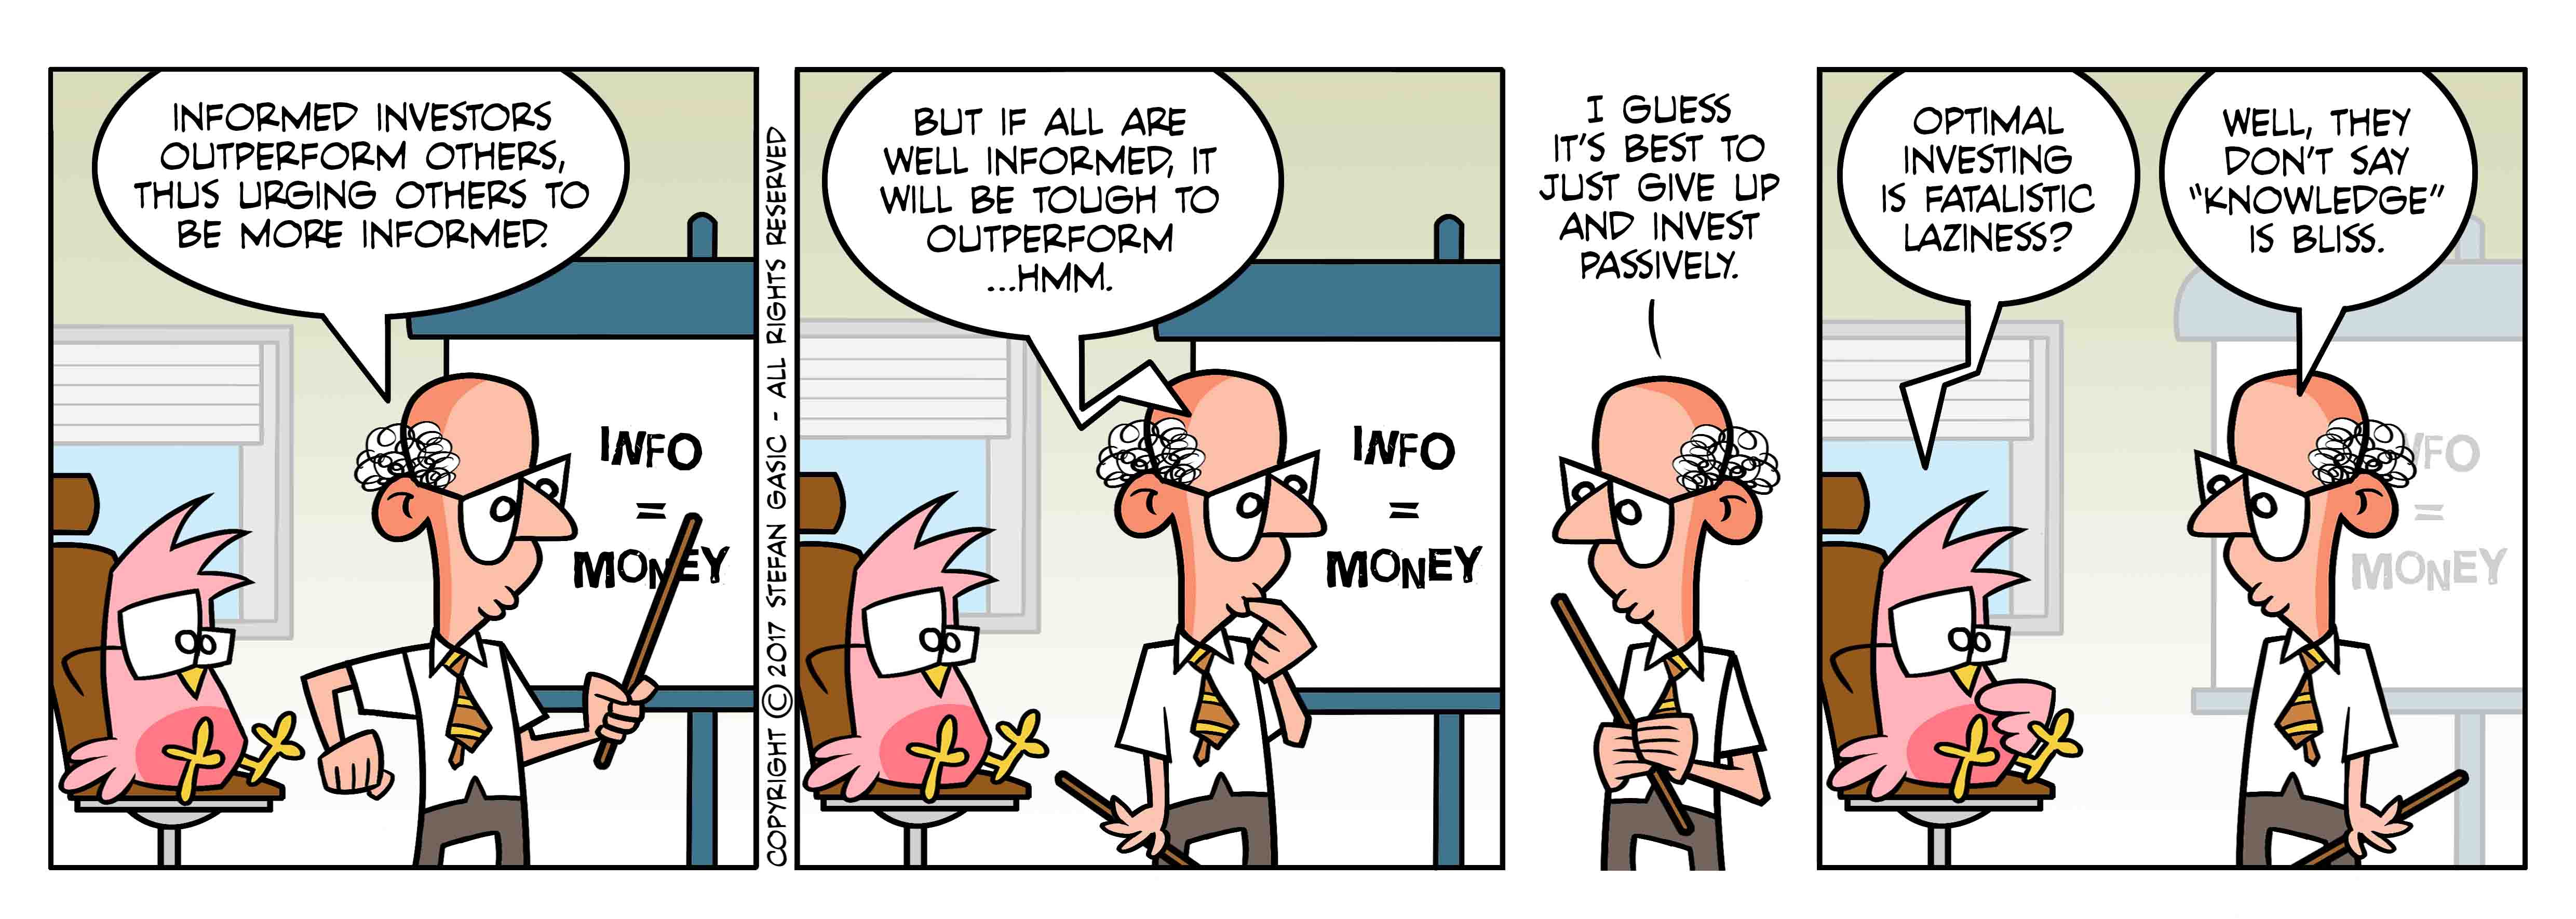 INFORMED INVESTORS
OUTPERFORM OTHERS,
THUS URGING OTHERS TO
BE MORE INFORMED.
INFO
=
MONEY
COPYRIGHT © 2017 STEFAN GASIC - ALL RIGHTS RESERVED
BUT IF ALL ARE
WELL INFORMED, IT
WILL BE TOUGH TO
OUTPERFORM
...HMM.
INFO
=
MONEY
I GUESS
IT'S BEST TO
JUST GIVE UP
AND INVEST
PASSIVELY.
OPTIMAL
INVESTING
IS FATALISTIC
LAZINESS?
WELL, THEY
DON'T SAY
"KNOWLEDGE"
IS BLISS.
NFO
=
MONEY